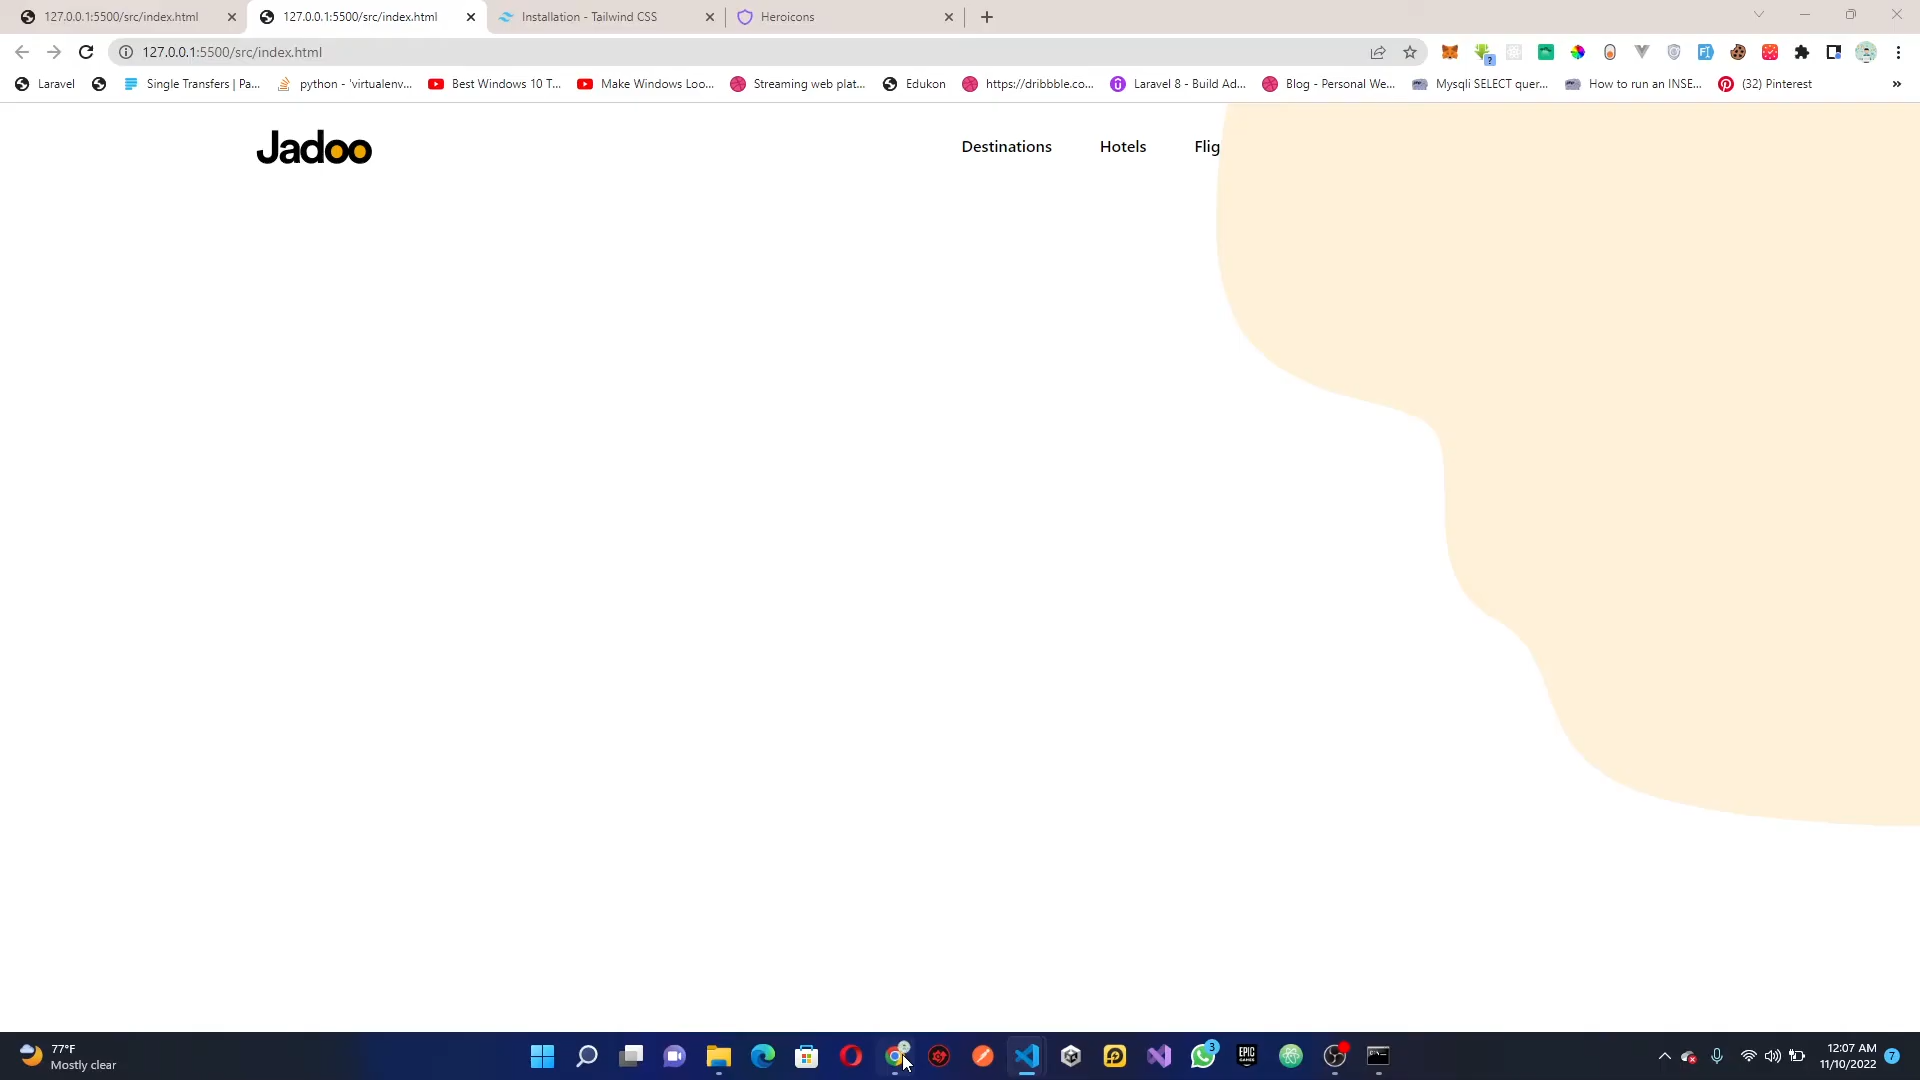 127.0.0.1:5500/src/index.html
127.0.0.1:5500/src/index.html
Installation - Tailwind CSS
Heroicons
127.0.0.1:5500/src/index.html
Laravel
Single Transfers | Pa...
python - 'virtualenv...
Best Windows 10 T...
Make Windows Loo...
Streaming web plat...
Edukon
https://dribbble.co...
Laravel 8 - Build Ad...
Blog - Personal We...
Mysqli SELECT quer...
How to run an INSE...
(32) Pinterest
»
Jadoo
Destinations
Hotels
Flig
77°F
Mostly clear
3
EPIC
GAMES
12:07 AM
11/10/2022
7